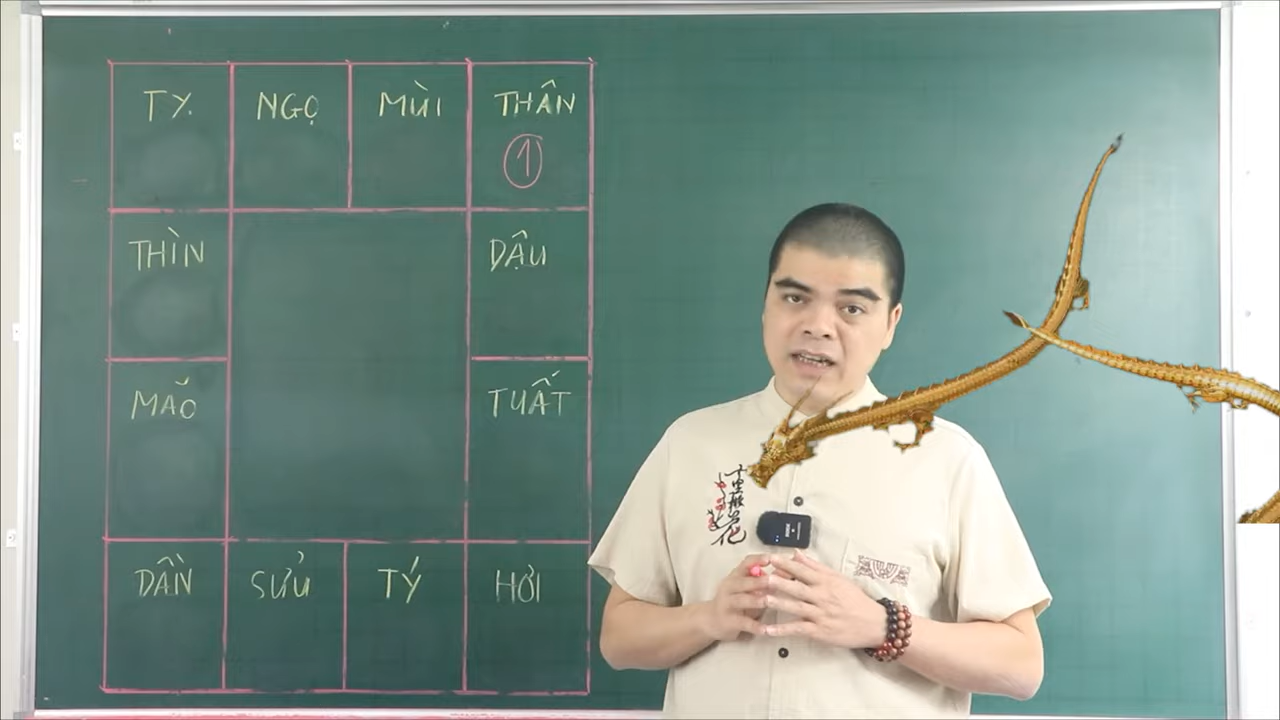 TỴ
NGỌ
MÙI
THÂN
1
THÌN
DẬU
MÃO
TUẤT
DẦN
SỬU
TÝ
HỢI